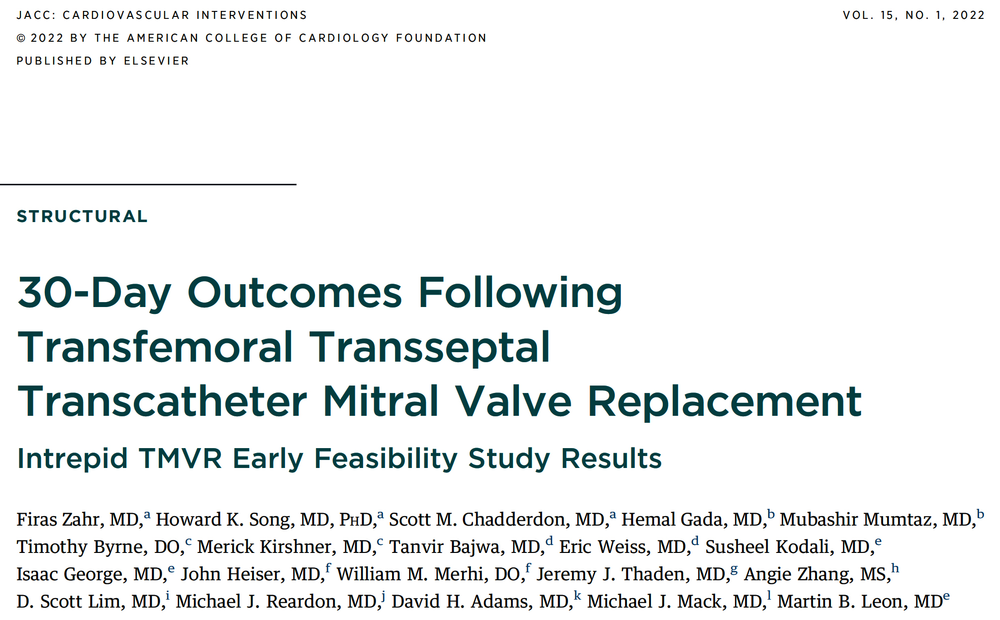 JACC: CARDIOVASCULAR INTERVENTIONS
VOL. 15, NO. 1, 2022
© 2022 BY THE AMERICAN COLLEGE OF CARDIOLOGY FOUNDATION
PUBLISHED BY ELSEVIER
STRUCTURAL
30-Day Outcomes Following
Transfemoral Transseptal
Transcatheter Mitral Valve Replacement
Intrepid TMVR Early Feasibility Study Results
Firas Zahr, MD,a Howard K. Song, MD, PHD,a Scott M. Chadderdon, MD,a Hemal Gada, MD,b Mubashir Mumtaz, MD,b
Timothy Byrne, DO,c Merick Kirshner, MD,c Tanvir Bajwa, MD,d Eric Weiss, MD,d Susheel Kodali, MD,e
Isaac George, MD,e John Heiser, MD,f William M. Merhi, DO,f Jeremy J. Thaden, MD,g Angie Zhang, MS,h
D. Scott Lim, MD,i Michael J. Reardon, MD,j David H. Adams, MD,k Michael J. Mack, MD,l Martin B. Leon, MDe